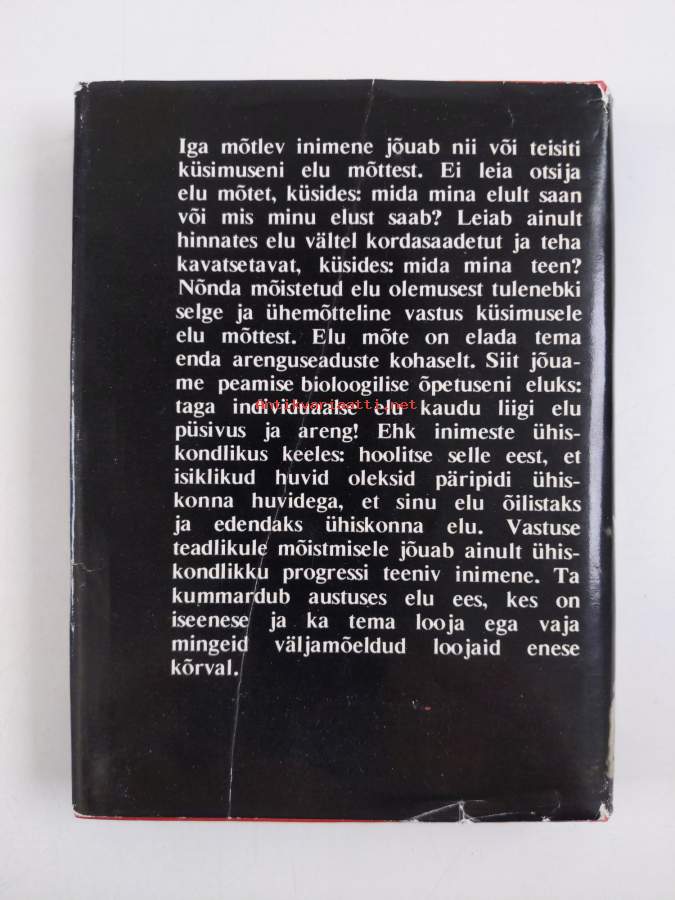 Iga mõtlev inimene jõuab nii või teisiti
küsimuseni elu mõttest. Ei leia otsija
elu mõtet, küsides: mida mina elult saan
või mis minu elust saab? Leiab ainult
hinnates elu vältel kordasaadetut ja teha
kavatsetavat, küsides: mida mina teen?
Nõnda mõistetud elu olemusest tulenebki
selge ja ühemõtteline vastus küsimusele
elu mõttest. Elu mõte on elada tema
enda arenguseaduste kohaselt. Siit jõua-
me peamise bioloogilise õpetuseni eluks:
taga individuaalse elu kaudu liigi elu
Antikvariaatti.net
püsivus ja areng! Ehk inimeste ühis-
kondlikus keeles: hoolitse selle eest, et
isiklikud huvid oleksid päripidi ühis-
konna huvidega, et sinu elu õilistaks
ja edendaks ühiskonna elu. Vastuse
teadlikule mõistmisele jõuab ainult ühis-
kondlikku progressi teeniv inimene. Ta
kummardub austuses elu ees, kes on
iseenese ja ka tema looja ega vaja
mingeid väljamõeldud loojaid enese
kõrval.